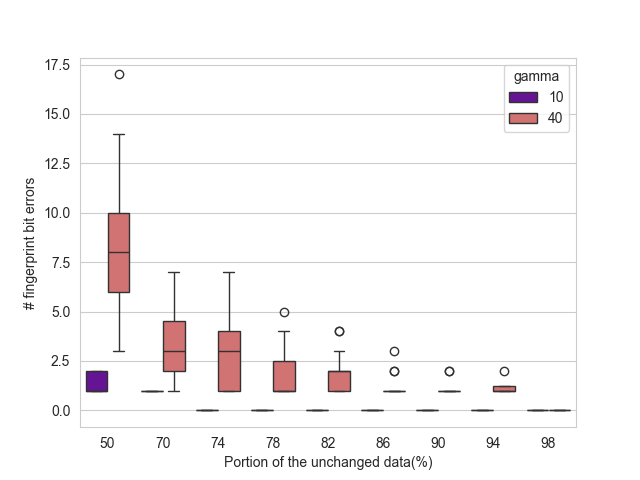 17.5
15.0
12.5
10.0
7.5
5.0
2.5
0.0
# fingerprint bit errors
gamma
10
40
50 70 74 78 82 86 90 94 98
Portion of the unchanged data(%)